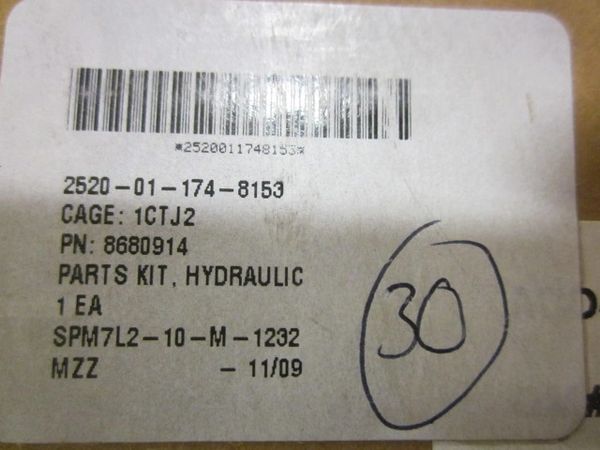 *2520011748153*
2520-01-174-8153
CAGE: 1CTJ2
PN: 8680914
PARTS KIT, HYDRAULIC
1 EA
SPM7L2-10-M-1232
MZZ - 11/09
30
#